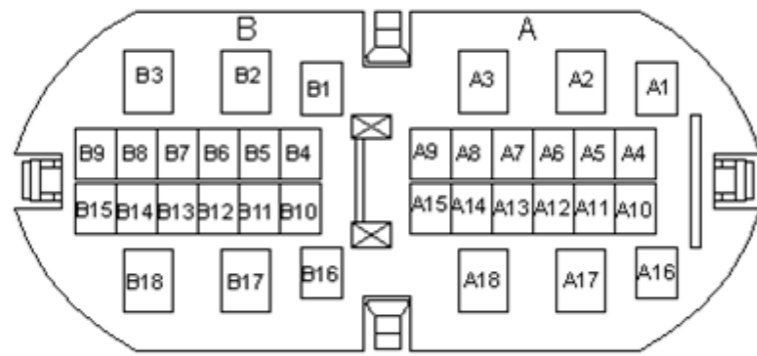 B A
B3 B2 B1 A3 A2 A1
B9 B8 B7 B6 B5 B4 A9 A8 A7 A6 A5 A4
B15 B14 B13 B12 B11 B10 A15 A14 A13 A12 A11 A10
B18 B17 B16 A18 A17 A16